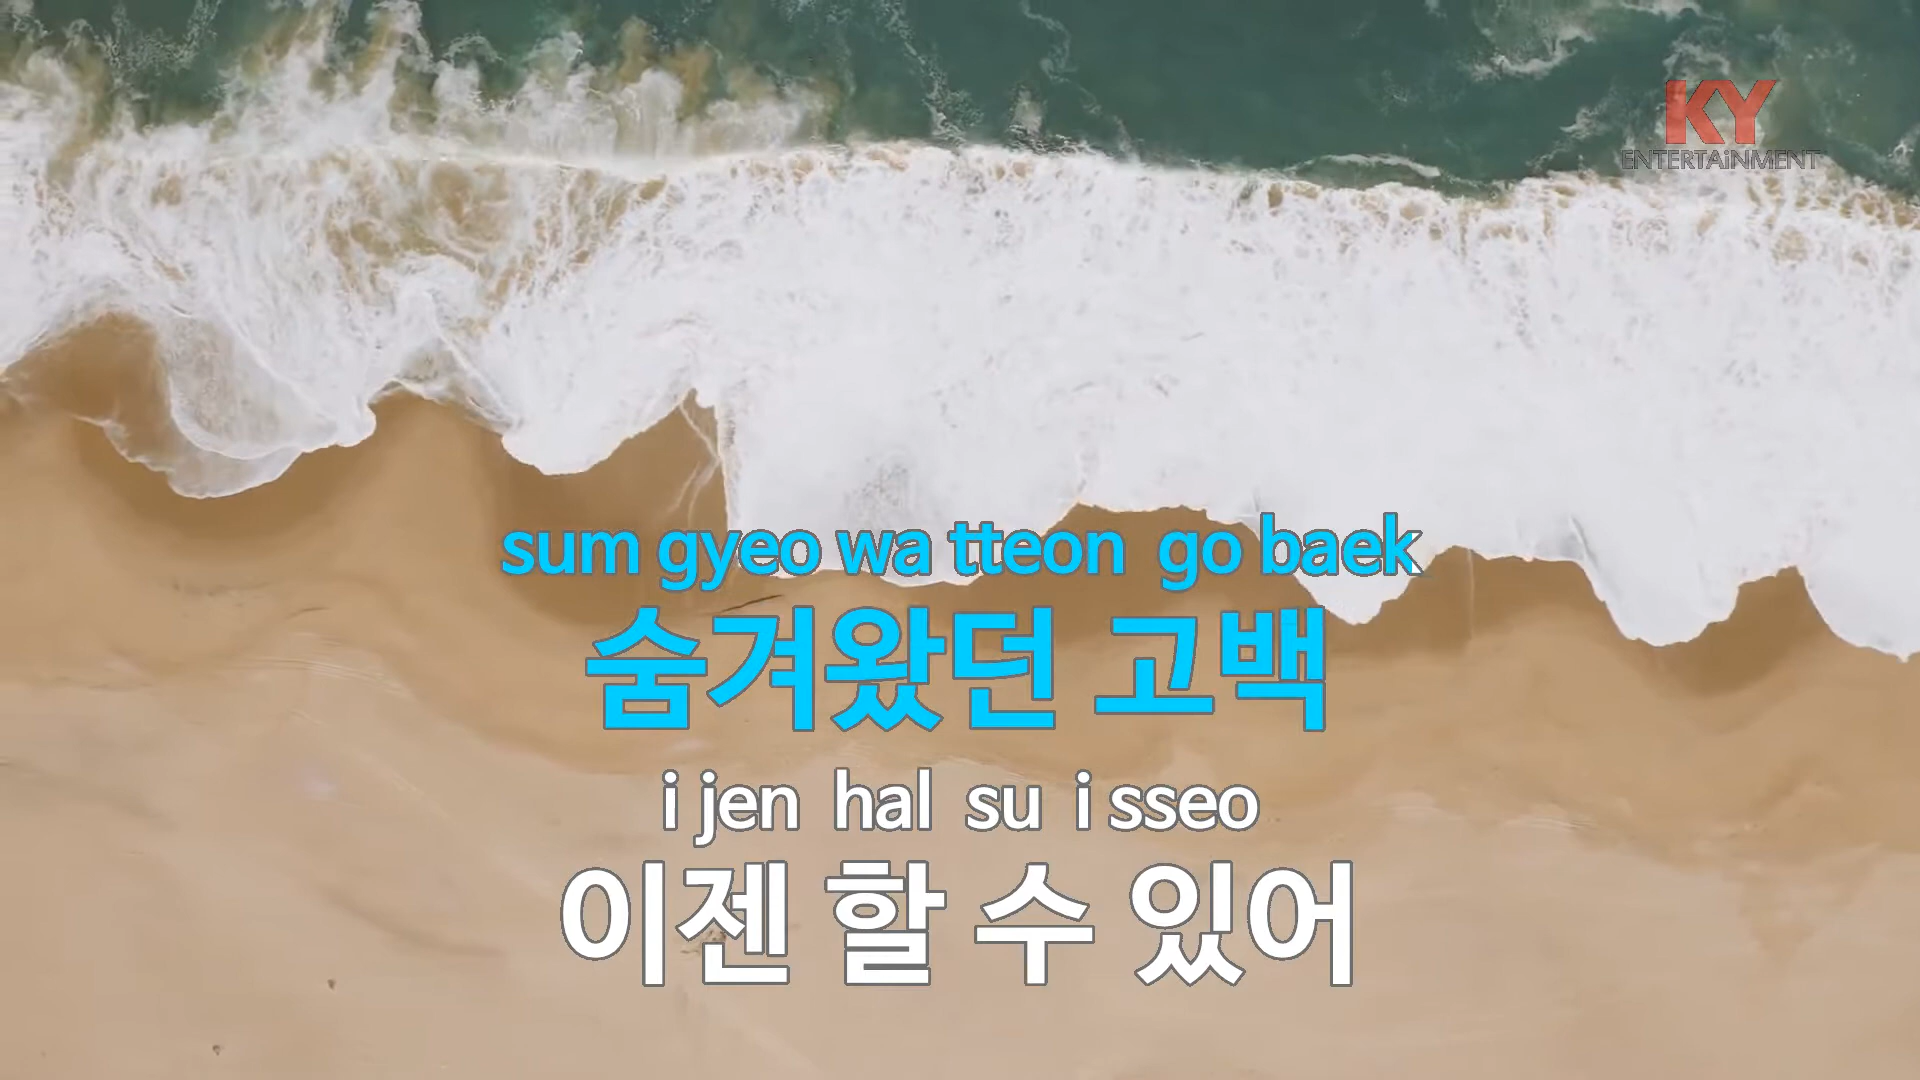 KY
ENTERTAiNMENT
sum gyeo wa tteon go baek
숨겨왔던 고백
i jen hal su i sseo
이젠 할 수 있어